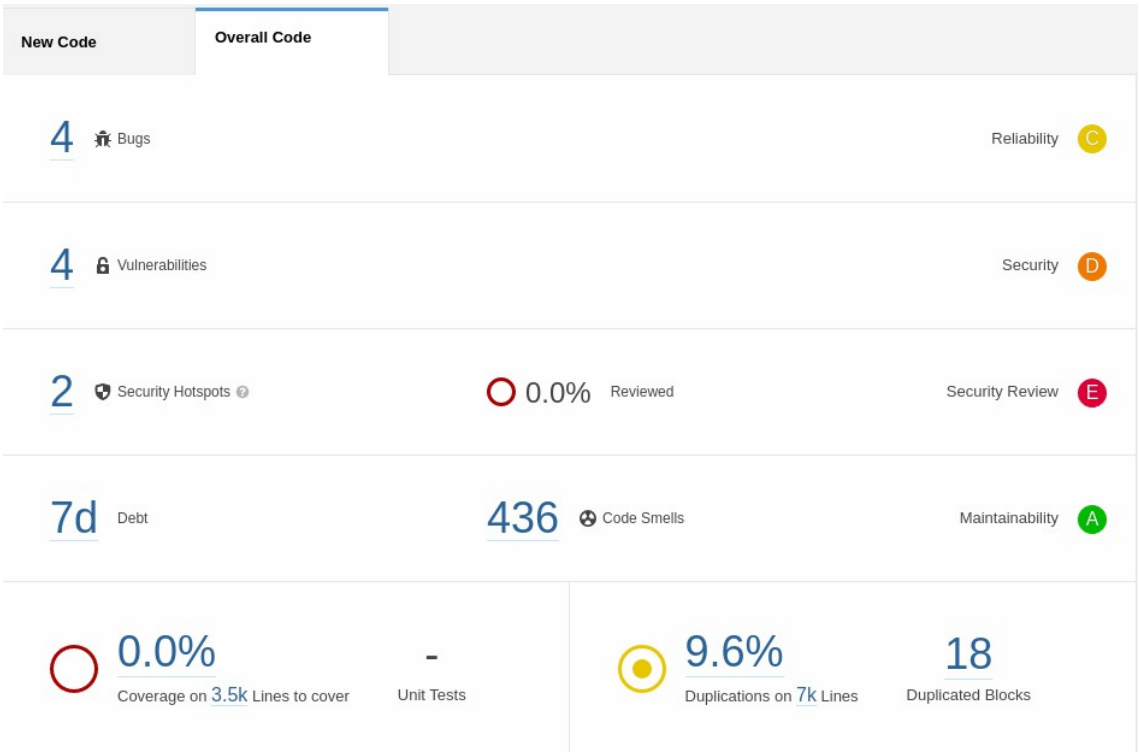 New Code
Overall Code
4 Bugs
Reliability C
4 Vulnerabilities
Security D
2 Security Hotspots ?
0.0% Reviewed
Security Review E
7d Debt
436 Code Smells
Maintainability A
0.0%
Coverage on 3.5k Lines to cover
-
Unit Tests
9.6%
Duplications on 7k Lines
18
Duplicated Blocks